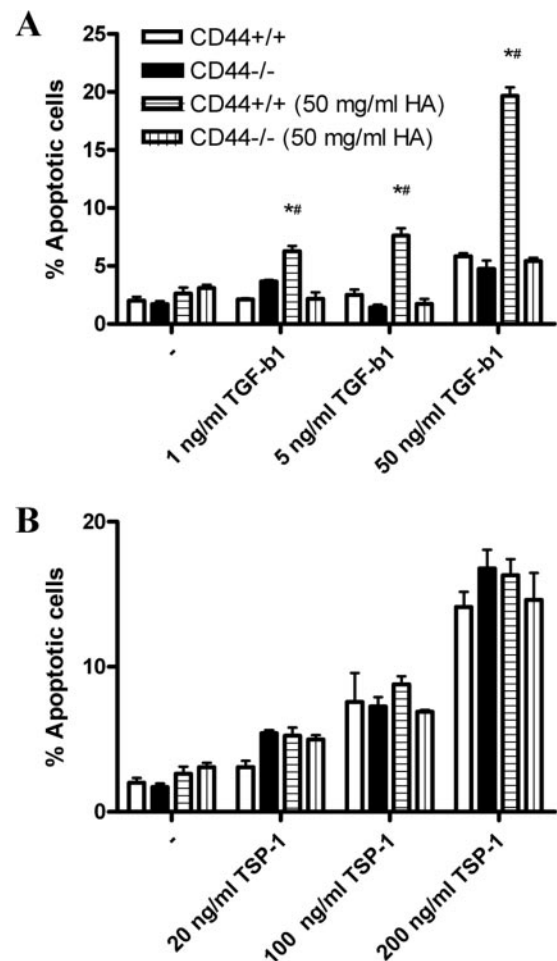 A
25
20
15
10
5
0
% Apoptotic cells
CD44+/+
CD44-/-
CD44+/+ (50 mg/ml HA)
CD44-/- (50 mg/ml HA)
*#
*#
*#
-
1 ng/ml TGF-b1
5 ng/ml TGF-b1
50 ng/ml TGF-b1
B
20
10
0
% Apoptotic cells
-
20 ng/ml TSP-1
100 ng/ml TSP-1
200 ng/ml TSP-1